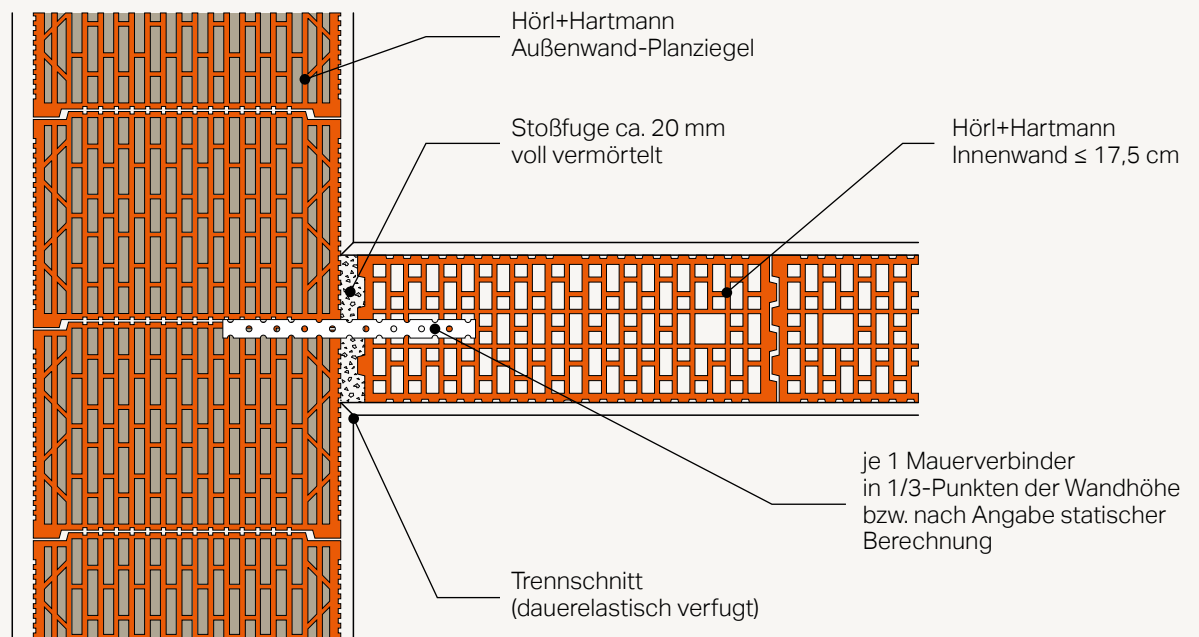 Hörl+Hartmann
Außenwand-Planziegel
Stoßfuge ca. 20 mm
voll vermörtelt
Hörl+Hartmann
Innenwand ≤ 17,5 cm
je 1 Mauerverbinder
in 1/3-Punkten der Wandhöhe
bzw. nach Angabe statischer
Berechnung
Trennschnitt
(dauerelastisch verfugt)